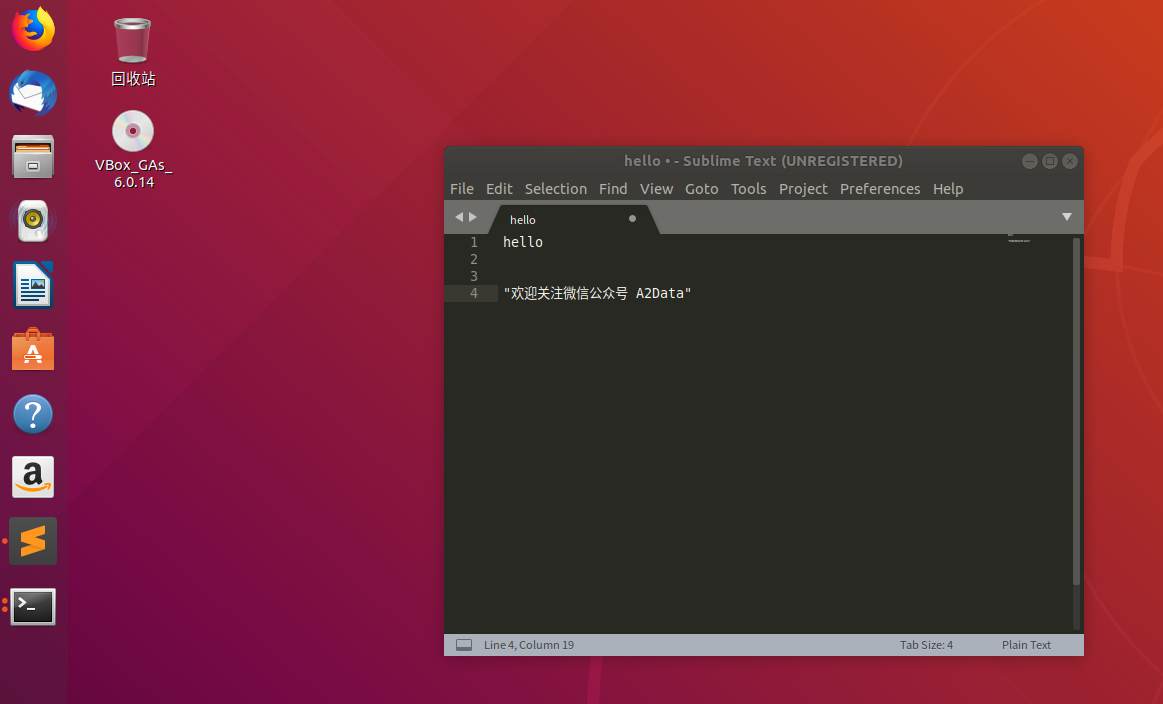 回收站
VBox_GAs_
6.0.14
hello • - Sublime Text (UNREGISTERED)
File Edit Selection Find View Goto Tools Project Preferences Help
hello
1 hello
2
3
4 "欢迎关注微信公众号 A2Data"
Line 4, Column 19 Tab Size: 4 Plain Text